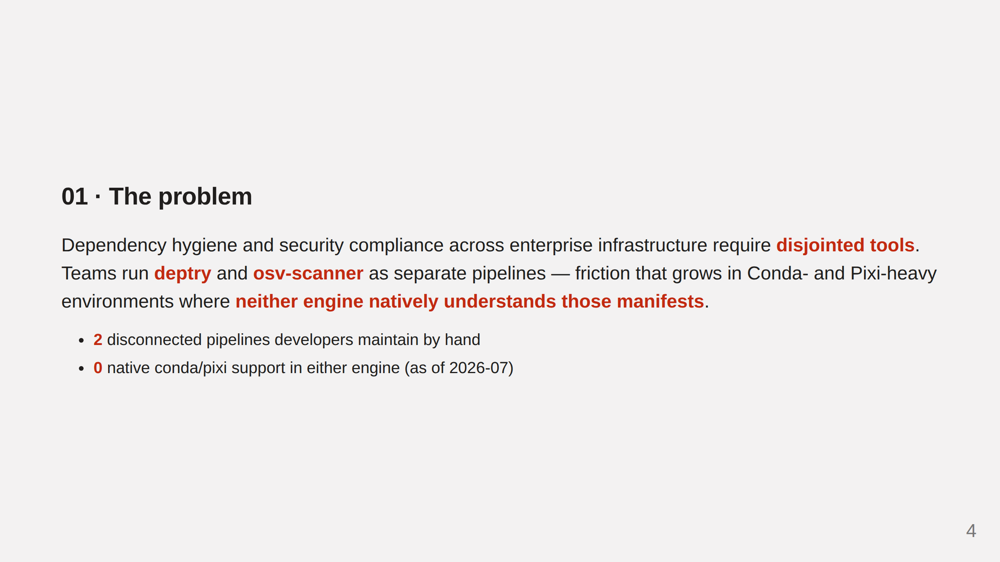 01 · The problem
Dependency hygiene and security compliance across enterprise infrastructure require disjointed tools.
Teams run deptry and osv-scanner as separate pipelines — friction that grows in Conda- and Pixi-heavy
environments where neither engine natively understands those manifests.
• 2 disconnected pipelines developers maintain by hand
• 0 native conda/pixi support in either engine (as of 2026-07)
4